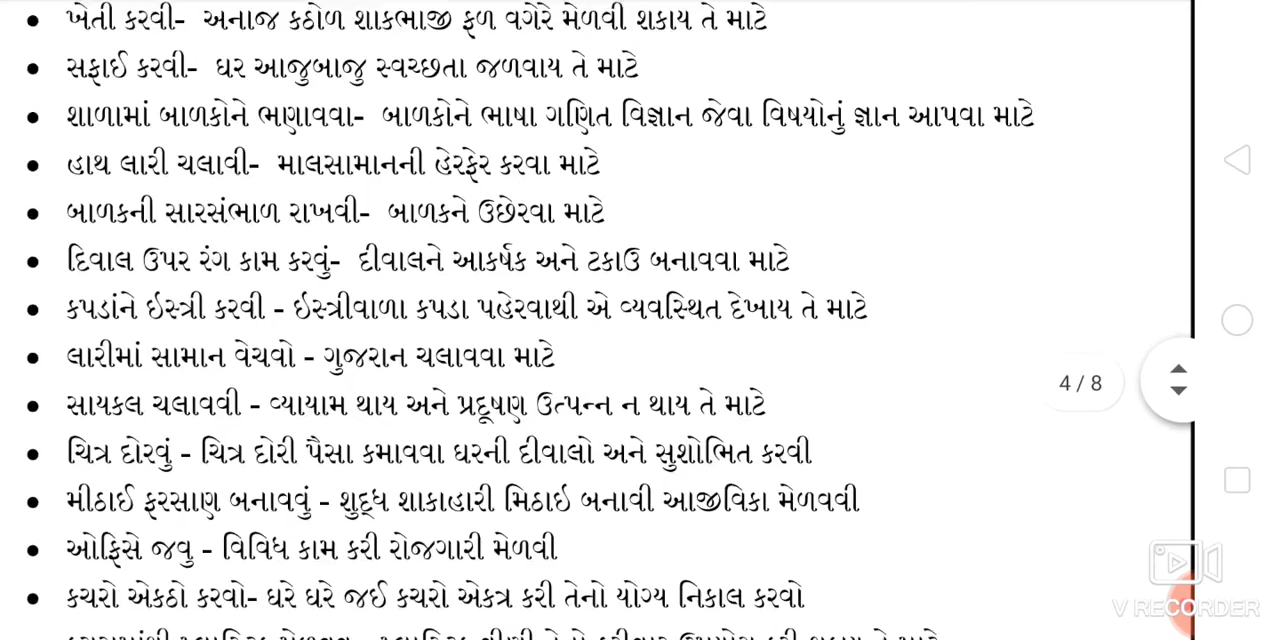 • ખેતી કરવી- અનાજ કઠોળ શાકભાજી ફળ વગેરે મેળવી શકાય તે માટે
• સફાઈ કરવી- ઘર આજુબાજુ સ્વચ્છતા જળવાય તે માટે
• શાળામાં બાળકોને ભણાવવા- બાળકોને ભાષા ગણિત વિજ્ઞાન જેવા વિષયોનું જ્ઞાન આપવા માટે
• હાથ લારી ચલાવી- માલસામાનની હેરફેર કરવા માટે
• બાળકની સારસંભાળ રાખવી- બાળકને ઉછેરવા માટે
• દિવાલ ઉપર રંગ કામ કરવું- દીવાલને આકર્ષક અને ટકાઉ બનાવવા માટે
• કપડાંને ઇસ્ત્રી કરવી - ઇસ્ત્રીવાળા કપડા પહેરવાથી એ વ્યવસ્થિત દેખાય તે માટે
• લારીમાં સામાન વેચવો - ગુજરાન ચલાવવા માટે
4 / 8
• સાયકલ ચલાવવી - વ્યાયામ થાય અને પ્રદૂષણ ઉત્પન્ન ન થાય તે માટે
• ચિત્ર દોરવું - ચિત્ર દોરી પૈસા કમાવવા ઘરની દીવાલો અને સુશોભિત કરવી
• મીઠાઈ ફરસાણ બનાવવું - શુદ્ધ શાકાહારી મિઠાઇ બનાવી આજીવિકા મેળવવી
• ઓફિસે જવુ - વિવિધ કામ કરી રોજગારી મેળવી
• કચરો એકઠો કરવો- ઘરે ઘરે જઈ કચરો એકત્ર કરી તેનો યોગ્ય નિકાલ કરવો
V RECORDER